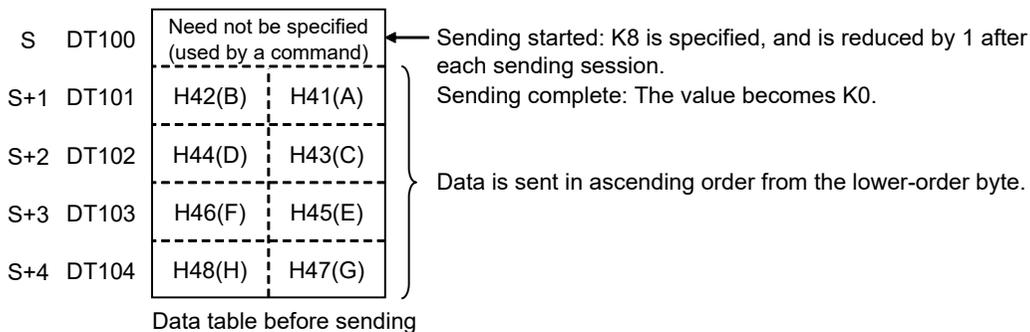 S DT100 Need not be specified
(used by a command)
Sending started: K8 is specified, and is reduced by 1 after
each sending session.
S+1 DT101 H42(B) H41(A) Sending complete: The value becomes K0.
S+2 DT102 H44(D) H43(C)
Data is sent in ascending order from the lower-order byte.
S+3 DT103 H46(F) H45(E)
S+4 DT104 H48(H) H47(G)
Data table before sending